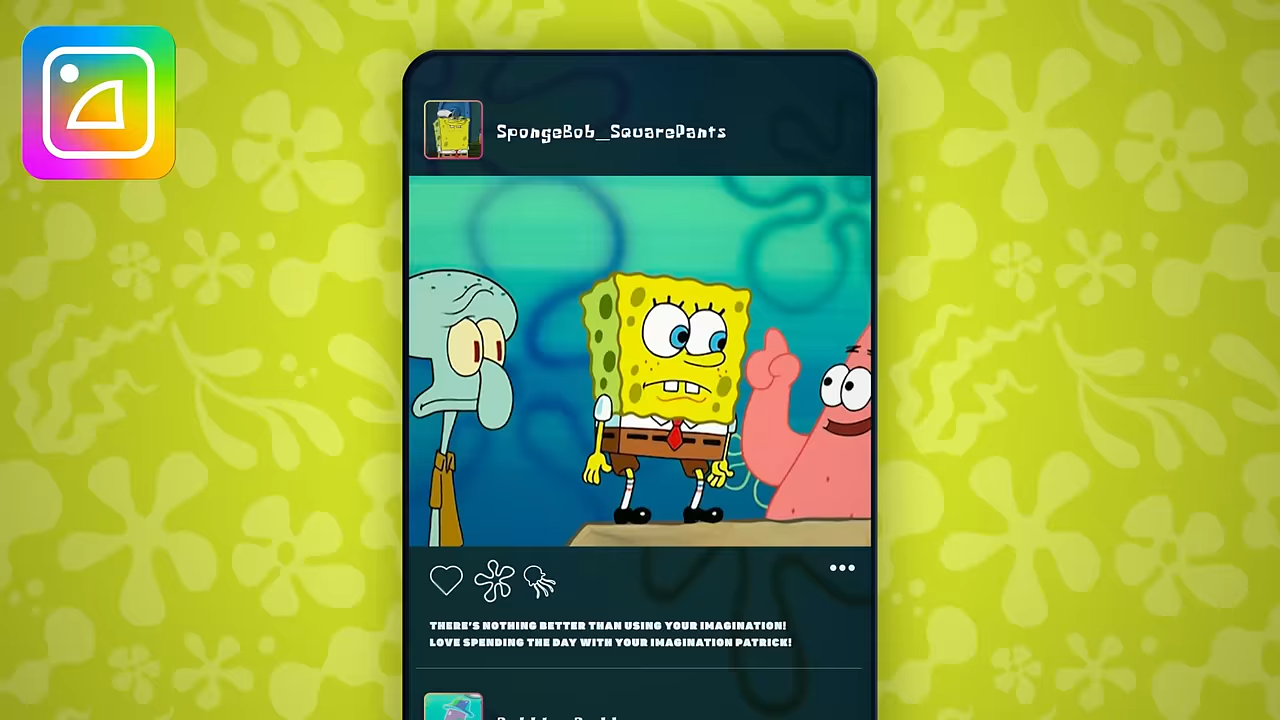 SpongeBob_SquarePants
THERE'S NOTHING BETTER THAN USING YOUR IMAGINATION!
LOVE SPENDING THE DAY WITH YOUR IMAGINATION PATRICK!